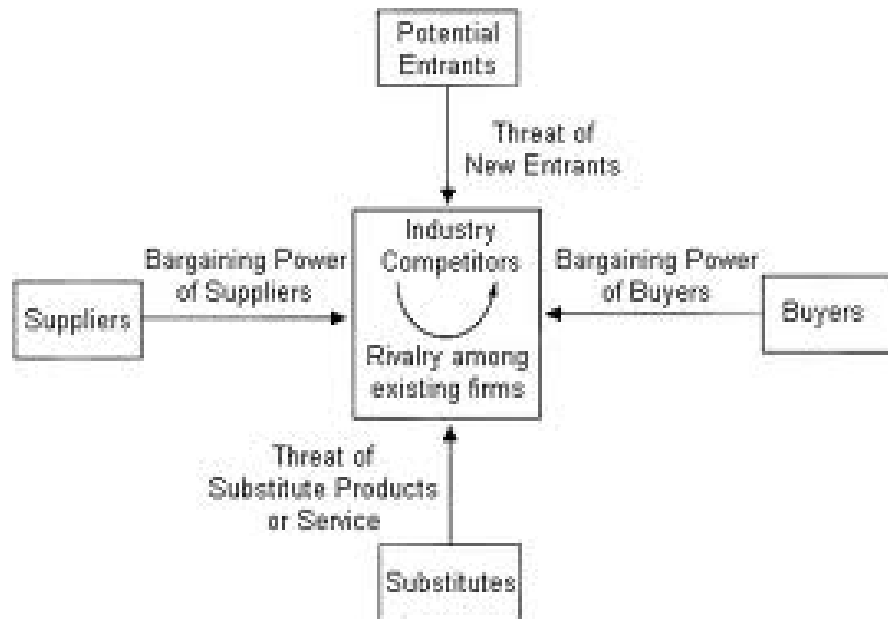 Potential
Entrants
Threat of
New Entrants
Industry
Competitors
Bargaining Power
of Suppliers
Bargaining Power
of Buyers
Suppliers
Buyers
Rivalry among
existing firms
Threat of
Substitute Products
or Service
Substitutes